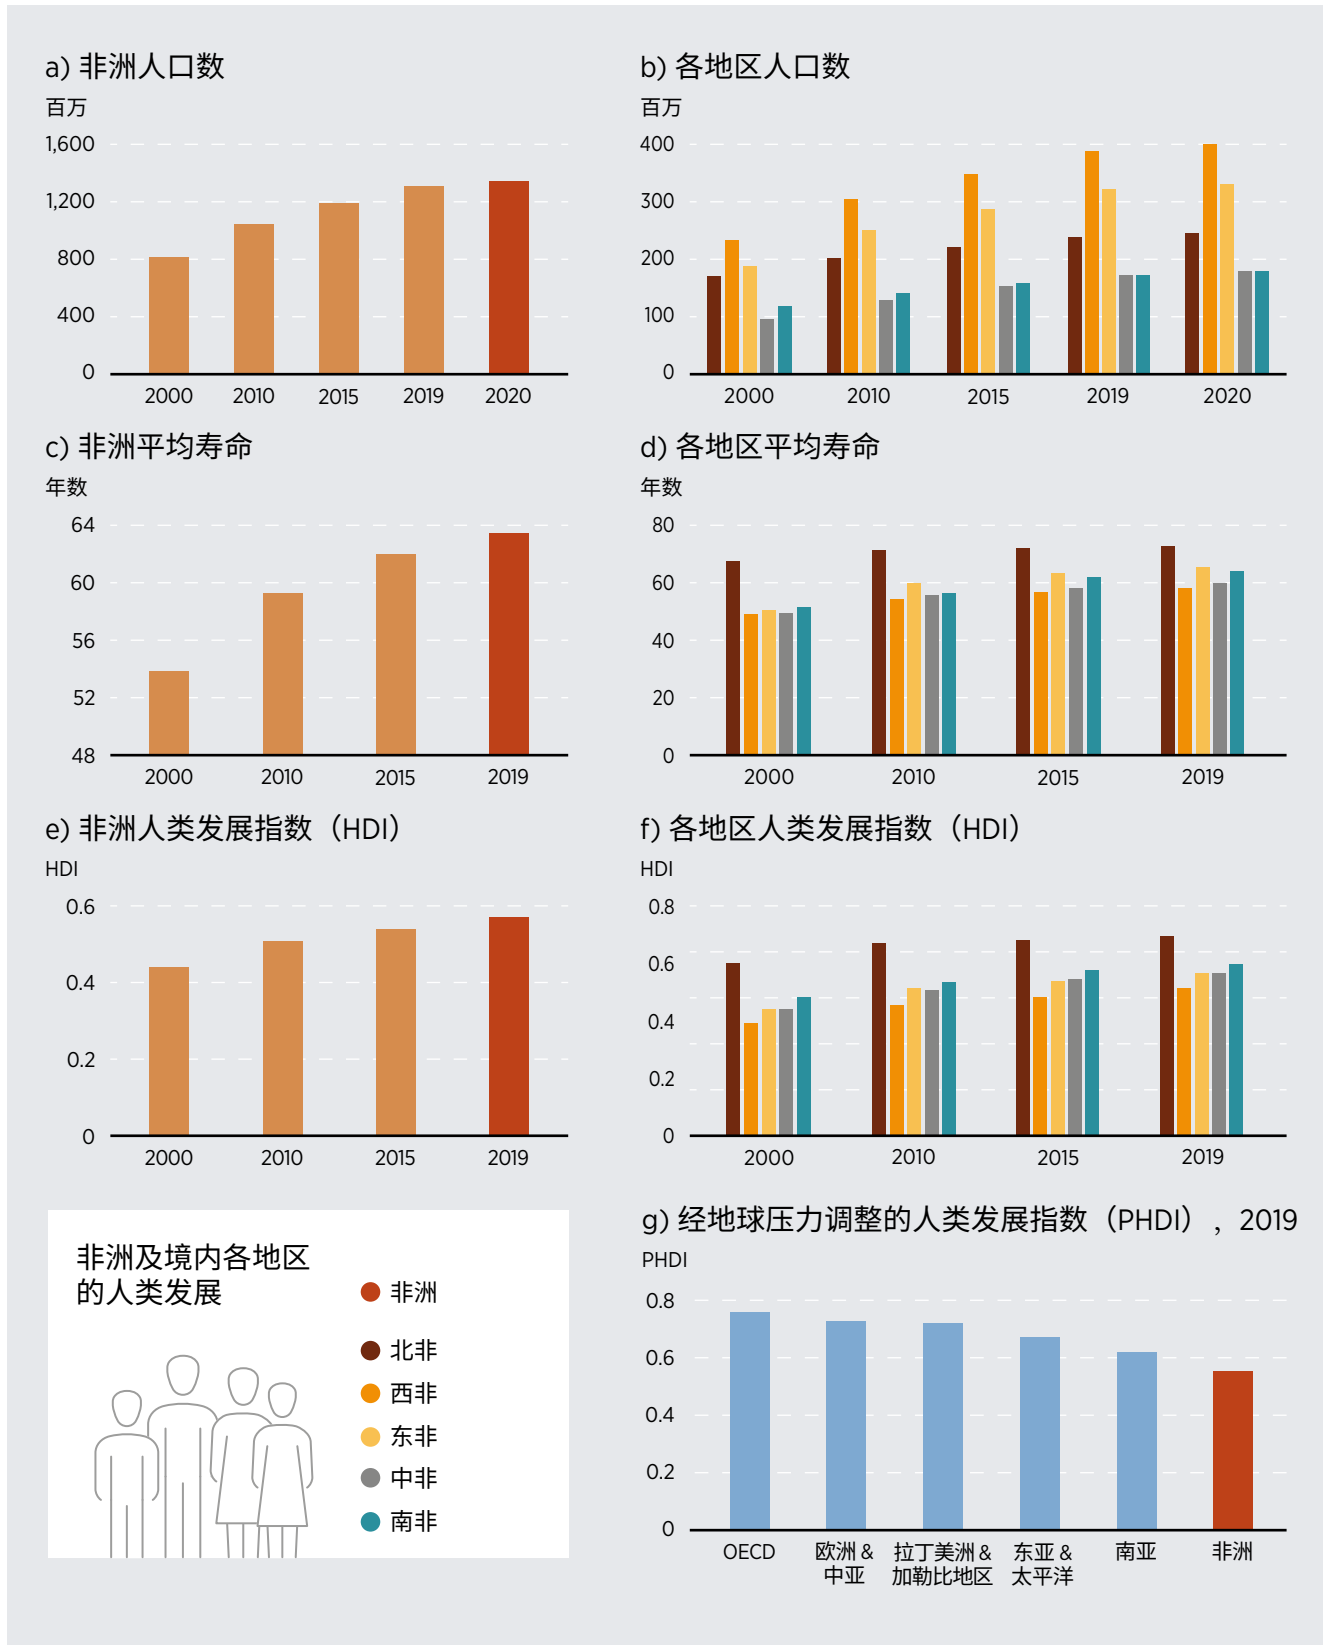 a) 非洲人口数
百万
1,600
1,200
800
400
0
2000 2010 2015 2019 2020
b) 各地区人口数
百万
400
300
200
100
0
2000 2010 2015 2019 2020
c) 非洲平均寿命
年数
64
60
56
52
48
2000 2010 2015 2019
d) 各地区平均寿命
年数
80
60
40
20
0
2000 2010 2015 2019
e) 非洲人类发展指数（HDI）
HDI
0.6
0.4
0.2
0
2000 2010 2015 2019
f) 各地区人类发展指数（HDI）
HDI
0.8
0.6
0.4
0.2
0
2000 2010 2015 2019
非洲及境内各地区
的人类发展
非洲
北非
西非
东非
中非
南非
g) 经地球压力调整的人类发展指数（PHDI），2019
PHDI
0.8
0.6
0.4
0.2
0
OECD
欧洲 &
中亚
拉丁美洲 &
加勒比地区
东亚 &
太平洋
南亚
非洲